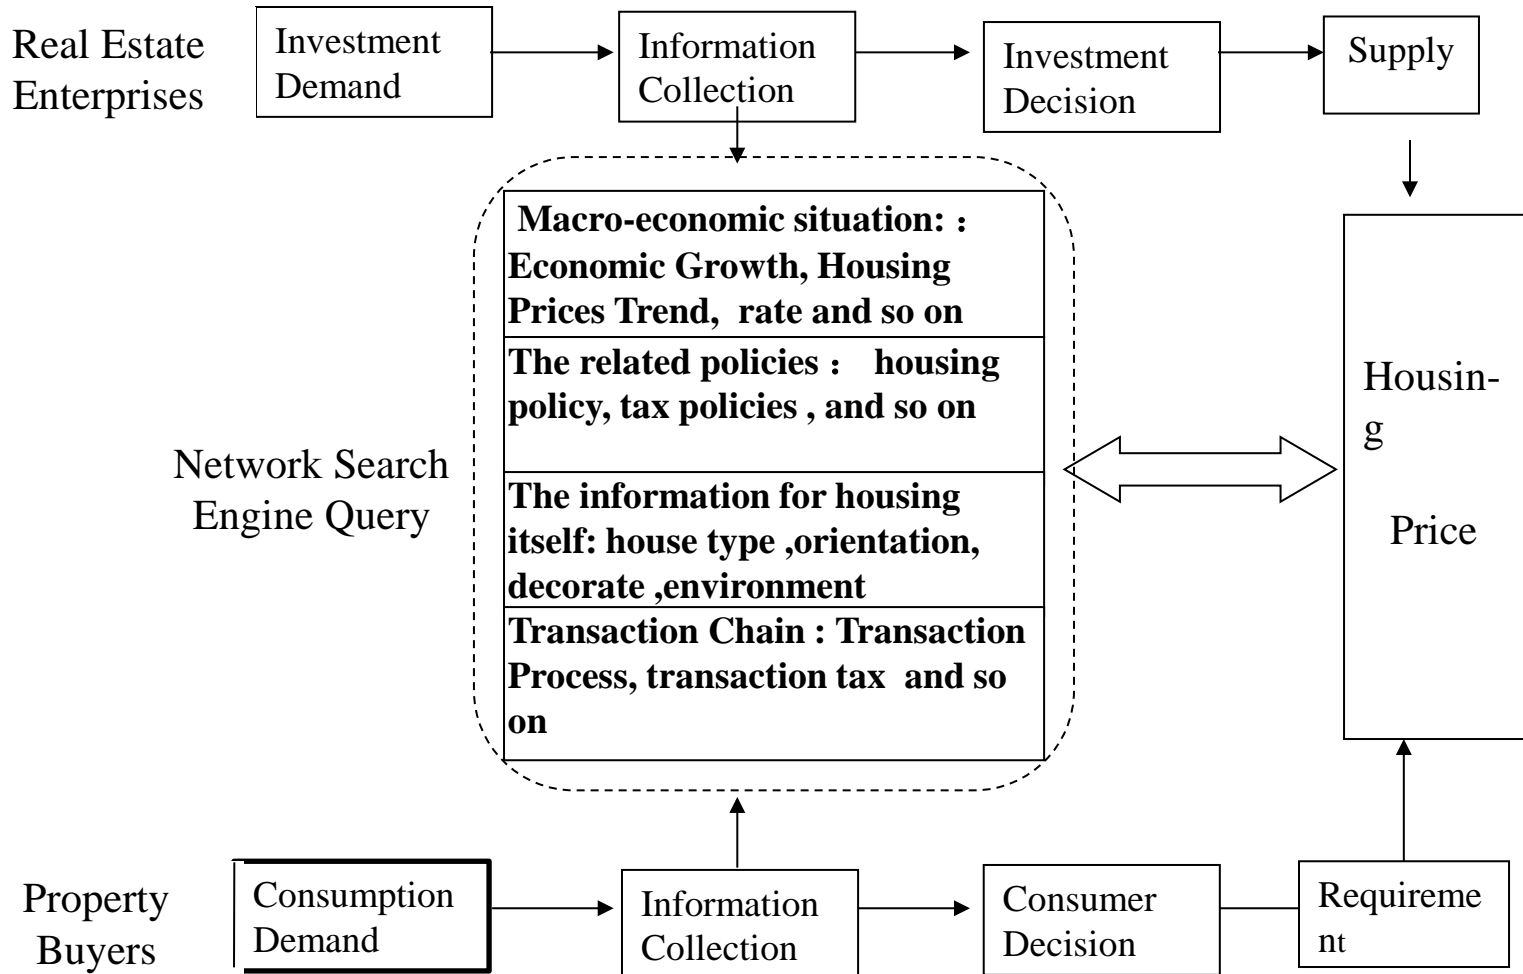 Real Estate
Enterprises
Investment
Demand
Information
Collection
Investment
Decision
Supply
Macro-economic situation: :
Economic Growth, Housing
Prices Trend, rate and so on
The related policies : housing
policy, tax policies , and so on
The information for housing
itself: house type ,orientation,
decorate ,environment
Transaction Chain : Transaction
Process, transaction tax and so
on
Network Search
Engine Query
Housin-
g
Price
Property
Buyers
Consumption
Demand
Information
Collection
Consumer
Decision
Requireme
nt